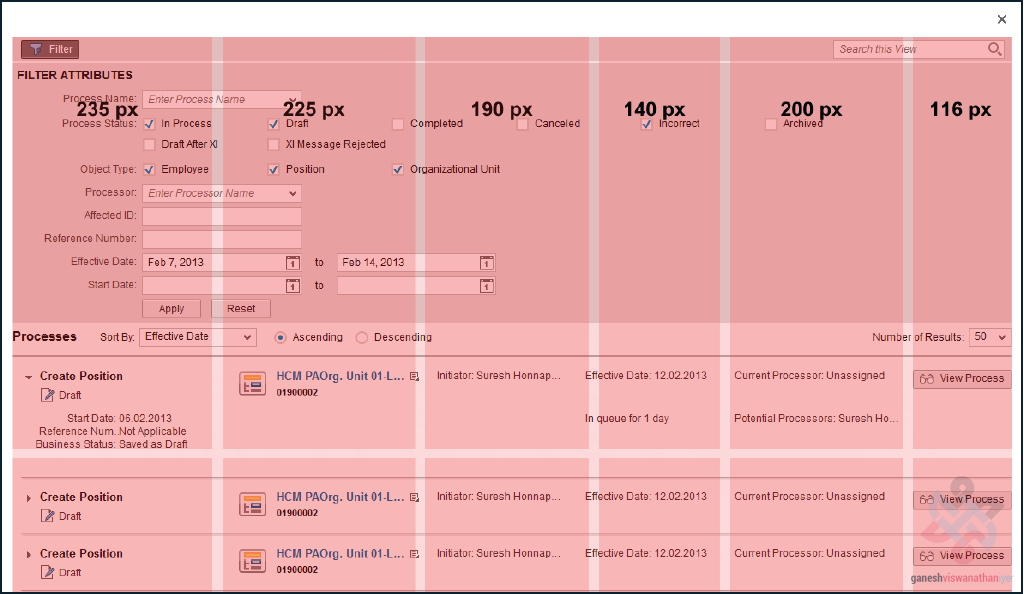 Filter
Search this View
FILTER ATTRIBUTES
Process Name: Enter Process Name
235 px 225 px 190 px 140 px 200 px 116 px
Process Status: In Process Draft Completed Canceled Incorrect Archived
Draft After XI XI Message Rejected
Object Type: Employee Position Organizational Unit
Processor: Enter Processor Name
Affected ID:
Reference Number:
Effective Date: Feb 7, 2013 1 to Feb 14, 2013 1
Start Date: 1 to 1
Apply Reset
Processes Sort By: Effective Date Ascending Descending Number of Results: 50
Create Position HCM PAOrg. Unit 01-L... Initiator: Suresh Honnap... Effective Date: 12.02.2013 Current Processor: Unassigned View Process
Draft 01900002
Start Date: 06.02.2013 In queue for 1 day Potential Processors: Suresh Ho...
Reference Num. Not Applicable
Business Status: Saved as Draft
Create Position HCM PAOrg. Unit 01-L... Initiator: Suresh Honnap... Effective Date: 12.02.2013 Current Processor: Unassigned View Process
Draft 01900002
Create Position HCM PAOrg. Unit 01-L... Initiator: Suresh Honnap... Effective Date: 12.02.2013 Current Processor: Unassigned View Process
Draft 01900002
ganeshviswanathaniyer